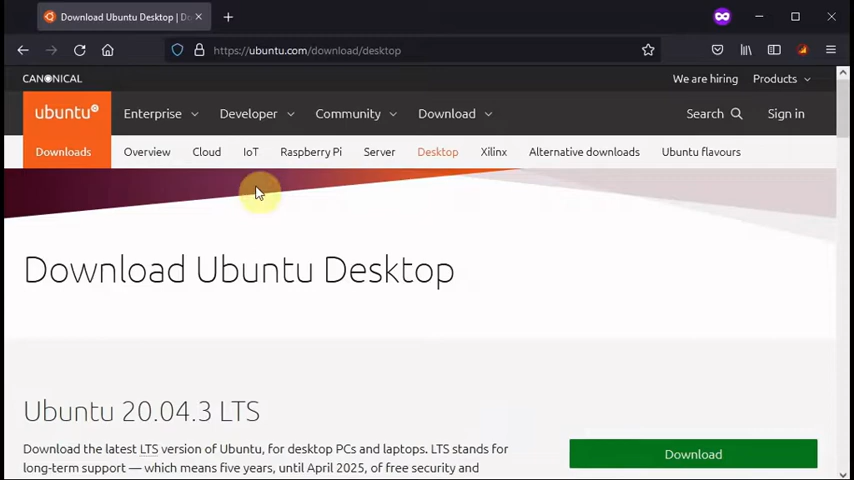 Download Ubuntu Desktop | Do
https://ubuntu.com/download/desktop
CANONICAL
We are hiring Products
ubuntu Enterprise Developer Community Download Search Sign in
Downloads Overview Cloud IoT Raspberry Pi Server Desktop Xilinx Alternative downloads Ubuntu flavours
Download Ubuntu Desktop
Ubuntu 20.04.3 LTS
Download the latest LTS version of Ubuntu, for desktop PCs and laptops. LTS stands for
long-term support — which means five years, until April 2025, of free security and
Download